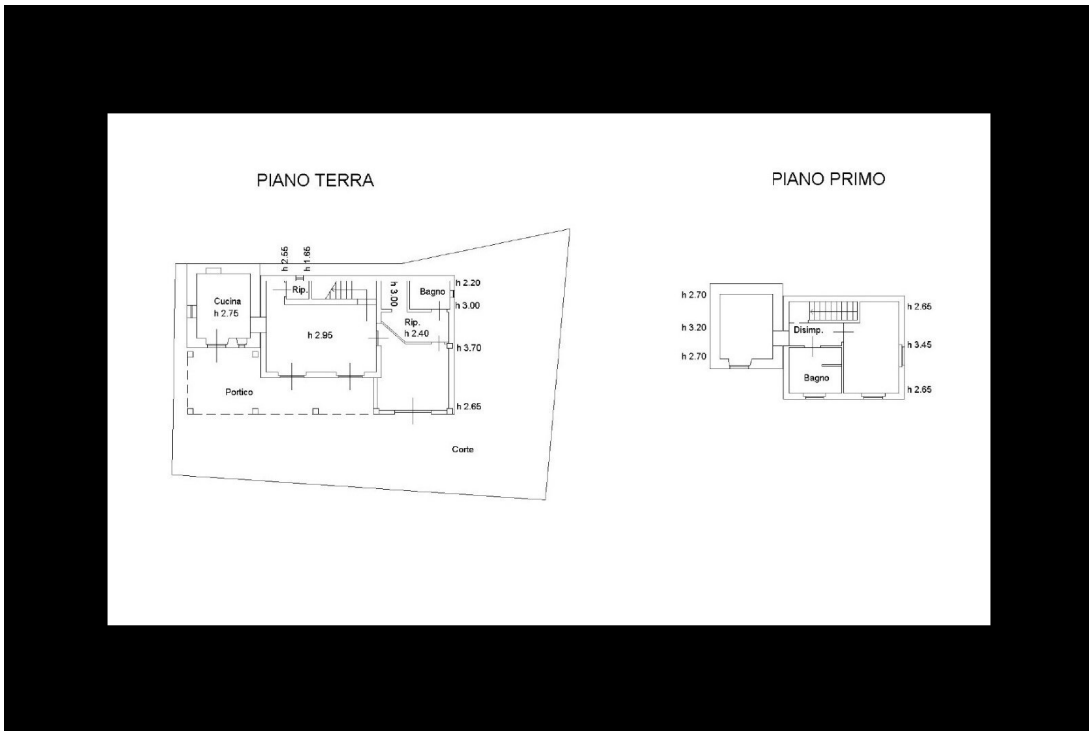 PIANO TERRA
h 2.55
h 1.65
Rip.
h 3.00
Bagno
h 2.20
h 3.00
Cucina
h 2.75
Rip.
h 2.40
h 2.95
h 3.70
Portico
h 2.65
Corte
PIANO PRIMO
h 2.70
h 2.65
h 3.20
Disimp.
h 3.45
h 2.70
Bagno
h 2.65